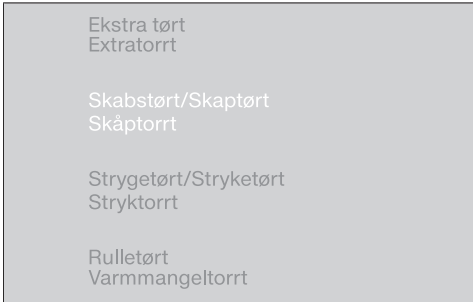 Ekstra tørt
Extratorrt
Skabstørt/Skaptørt
Skåptorrt
Strygetørt/Stryketørt
Stryktorrt
Rulletørt
Varmmangeltorrt